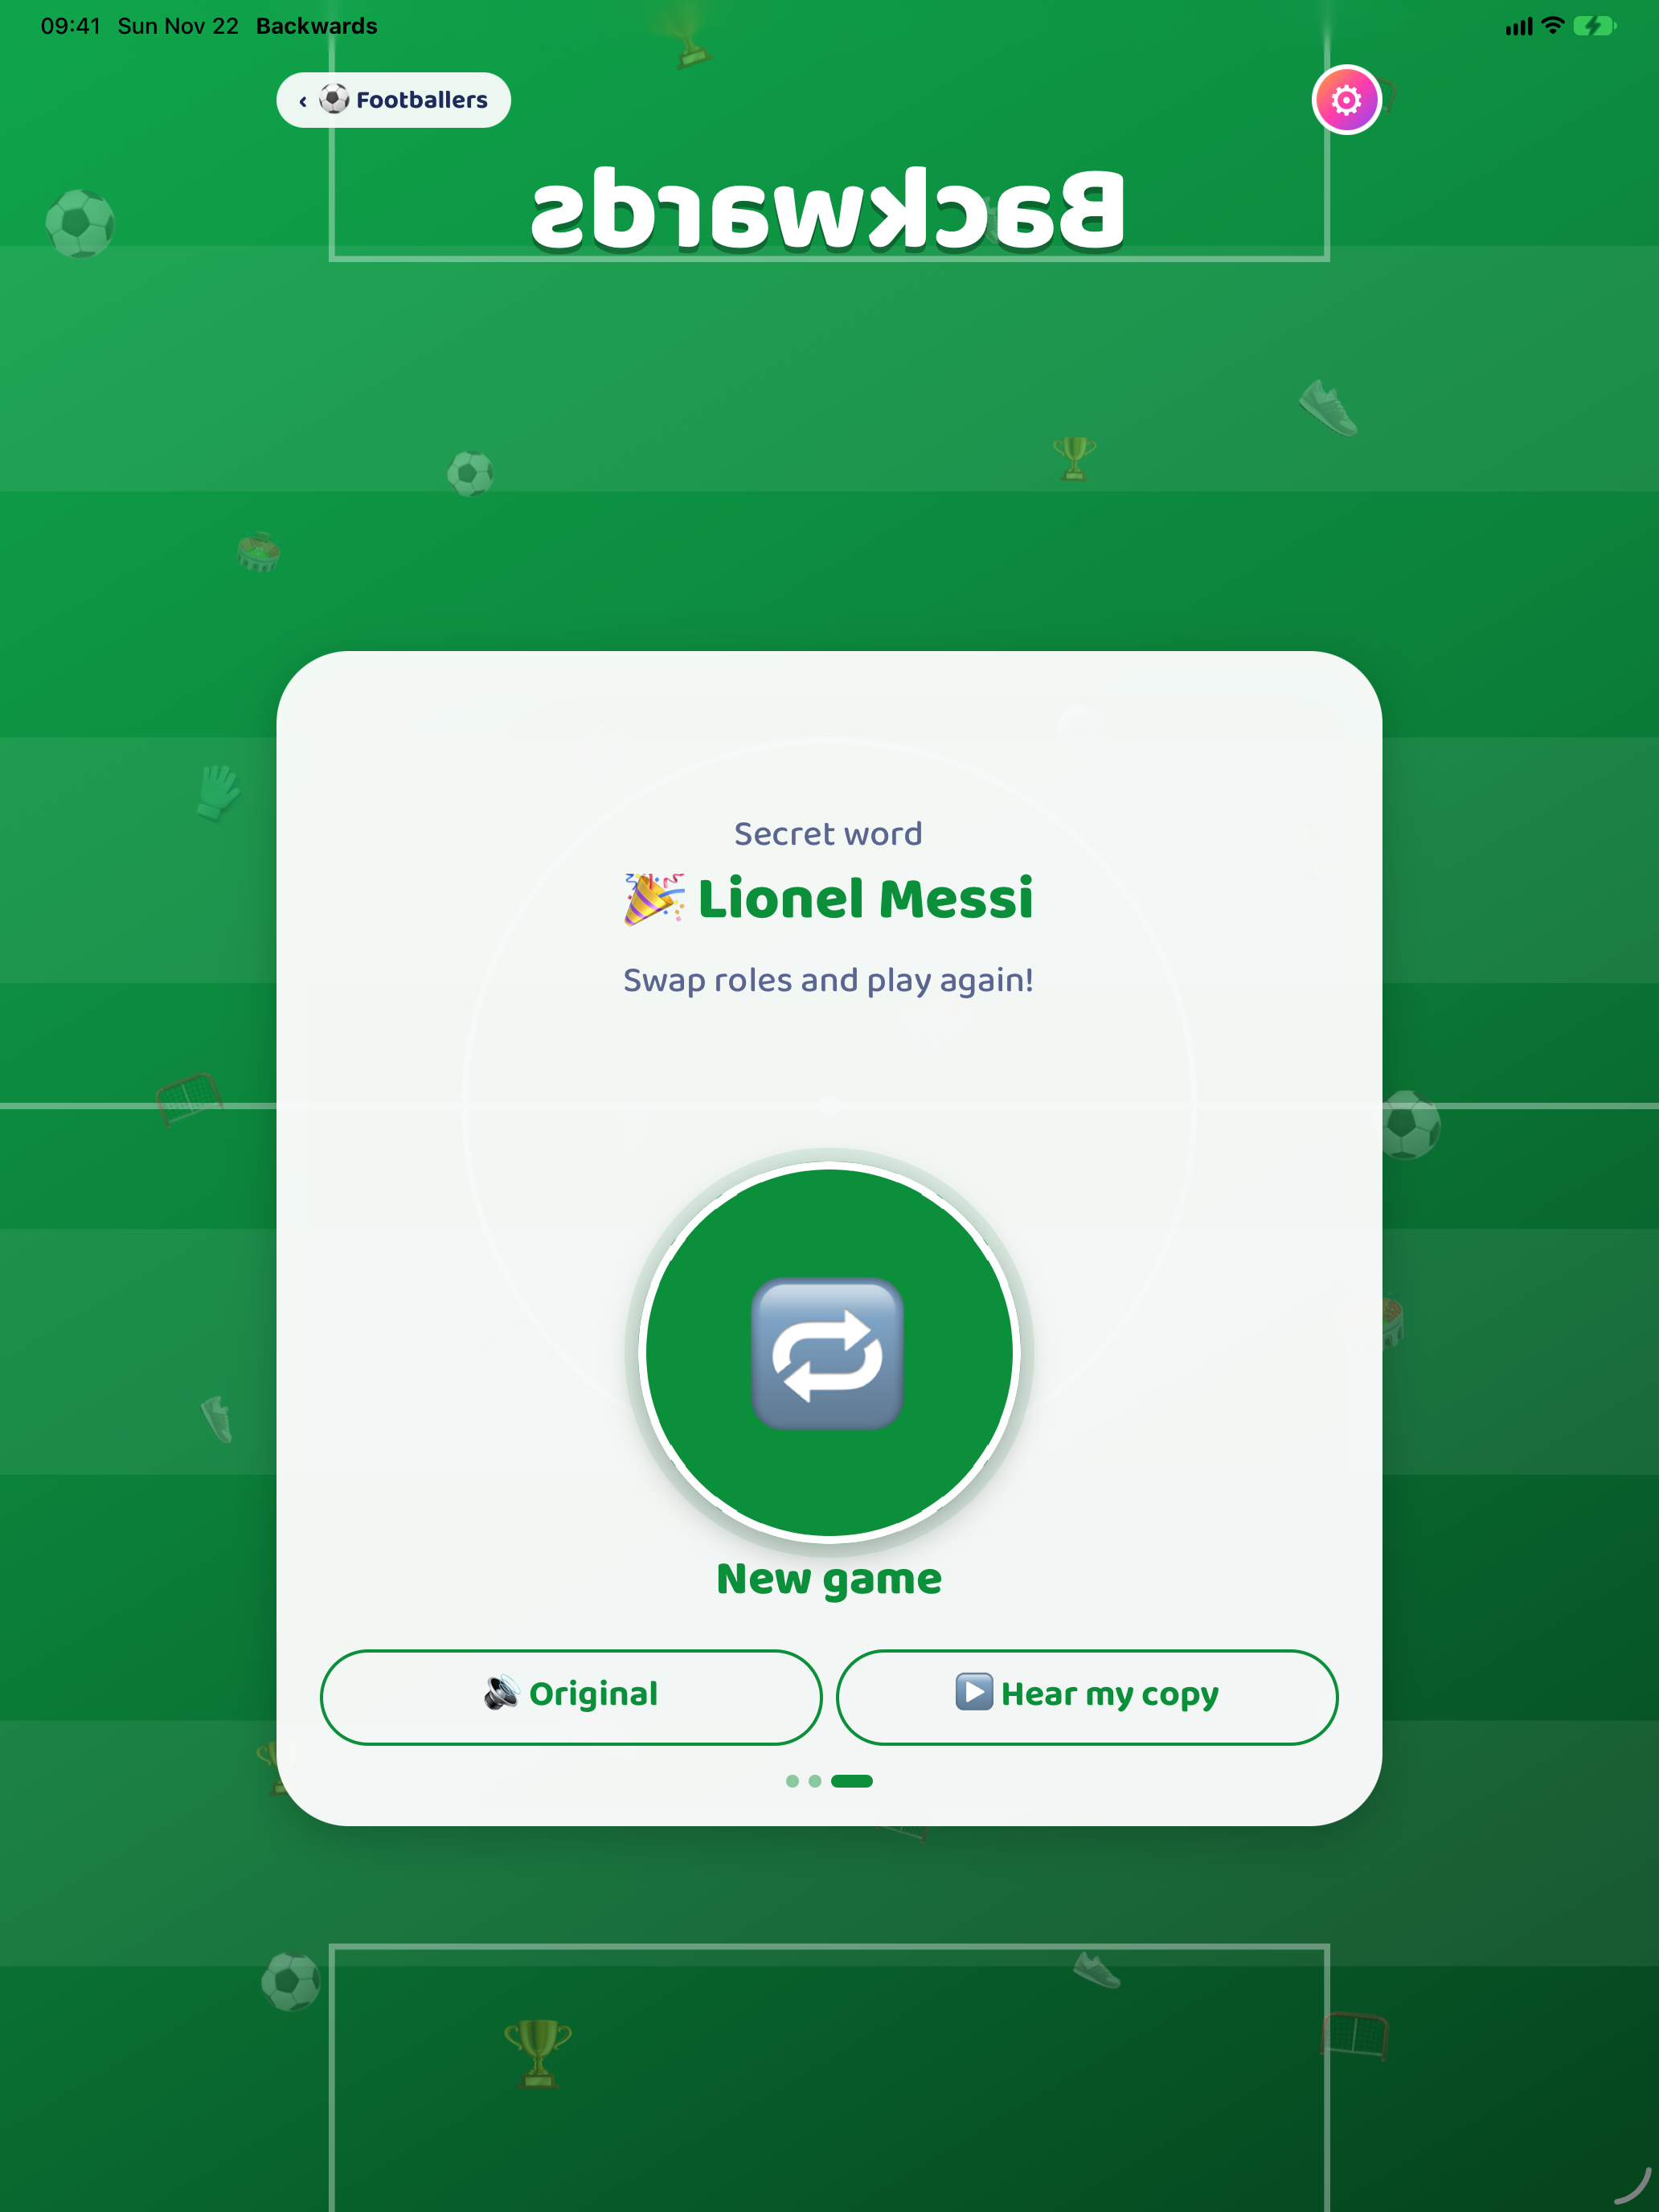 09:41 Sun Nov 22 Backwards
‹ ⚽ Footballers
Backwards
Secret word
🎉 Lionel Messi
Swap roles and play again!
New game
🔊 Original
▶️ Hear my copy